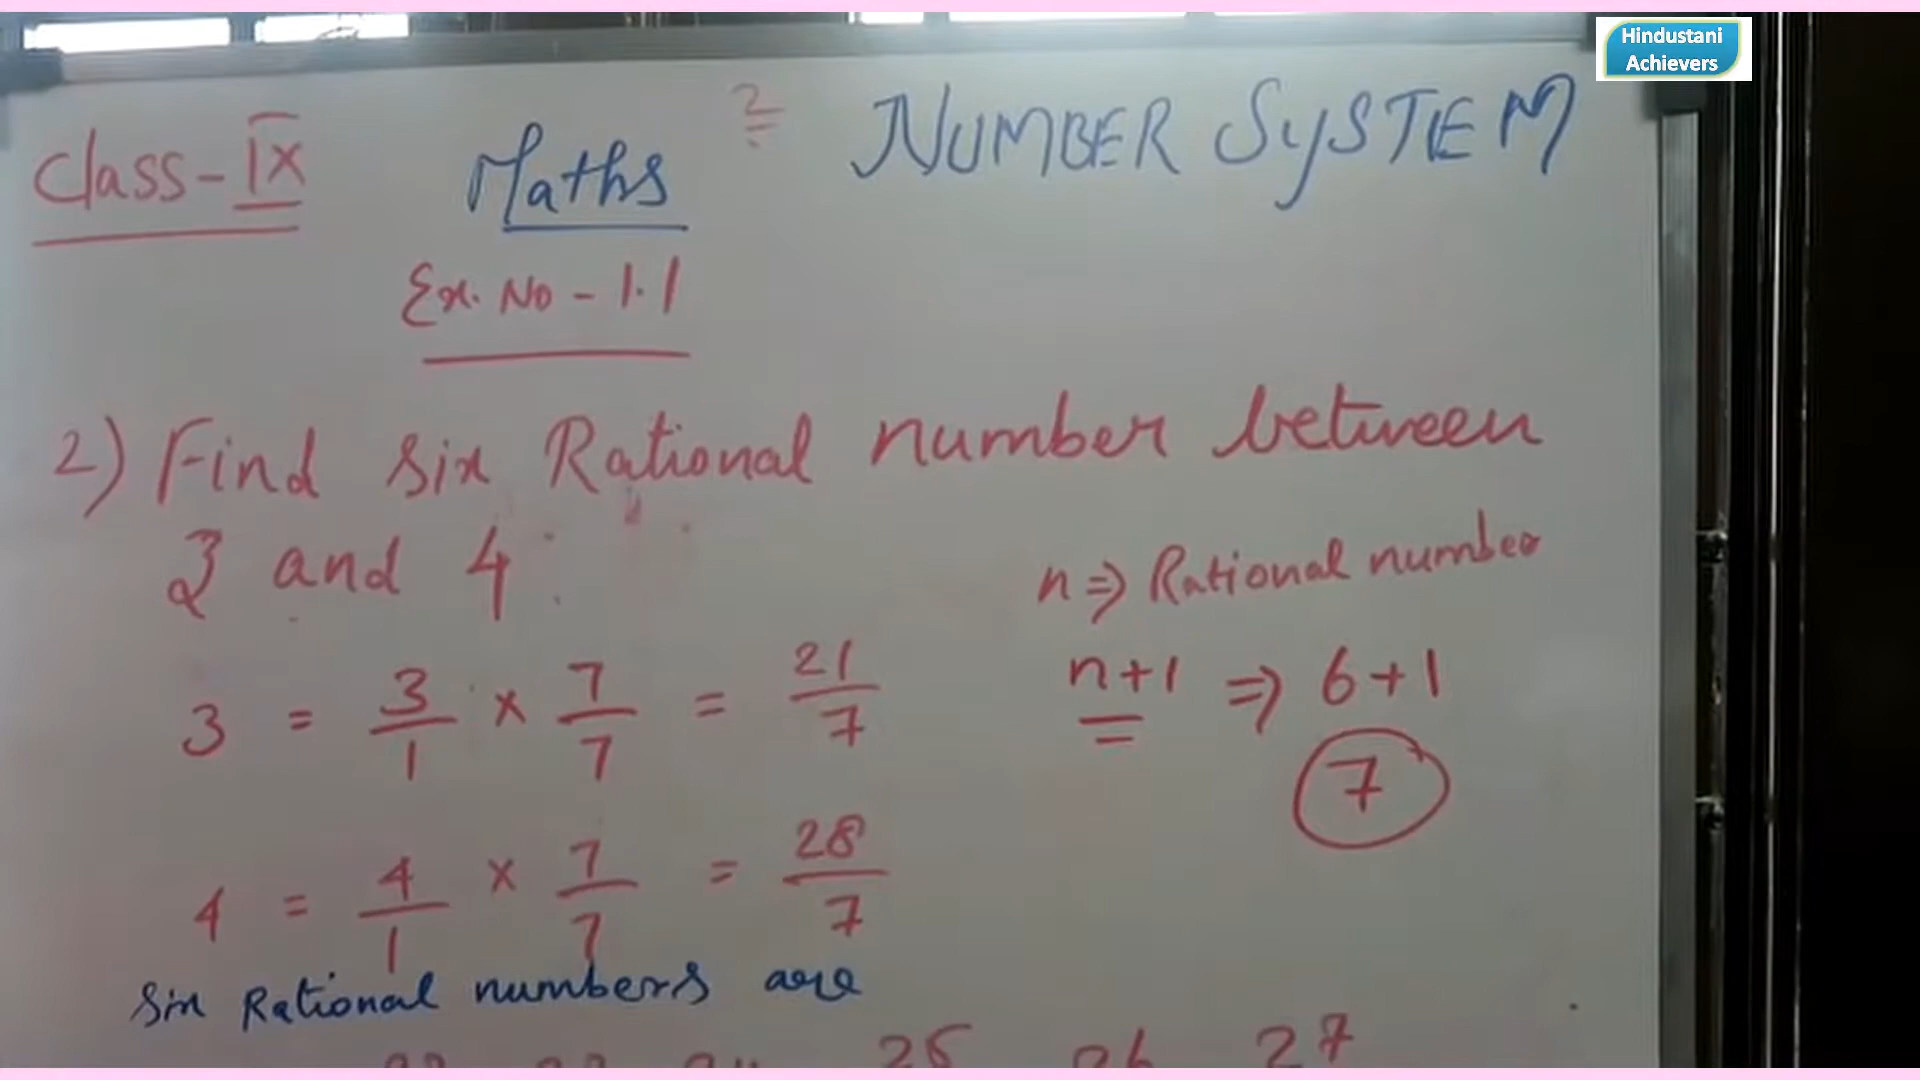 Hindustani
Achievers
Class-IX Maths 2 NUMBER SYSTEM
Ex. No - 1.1
2) Find six Rational number between
3 and 4
n ⇒ Rational number
3 = 3/1 × 7/7 = 21/7
n+1 ⇒ 6+1
7
4 = 4/1 × 7/7 = 28/7
Six Rational numbers are
25 26 27